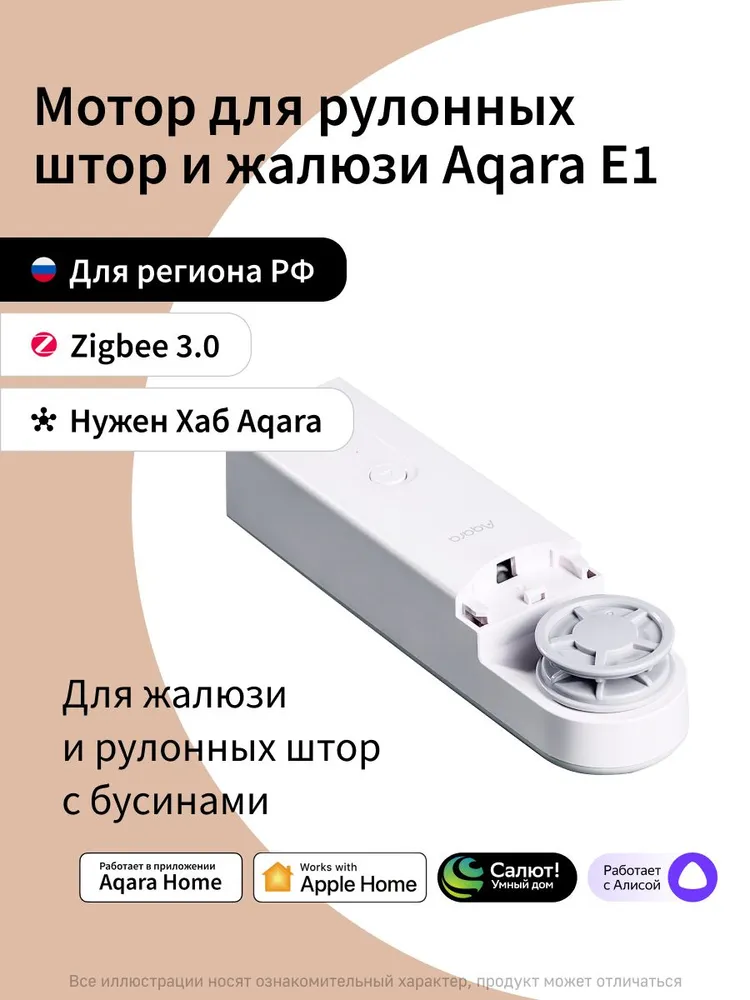 Мотор для рулонных
штор и жалюзи Aqara E1
Для региона РФ
Zigbee 3.0
Нужен Хаб Aqara
Aqara
Для жалюзи
и рулонных штор
с бусинами
Работает в приложении
Aqara Home
Works with
Apple Home
Салют!
Умный дом
Работает
с Алисой
Все иллюстрации носят ознакомительный характер, продукт может отличаться